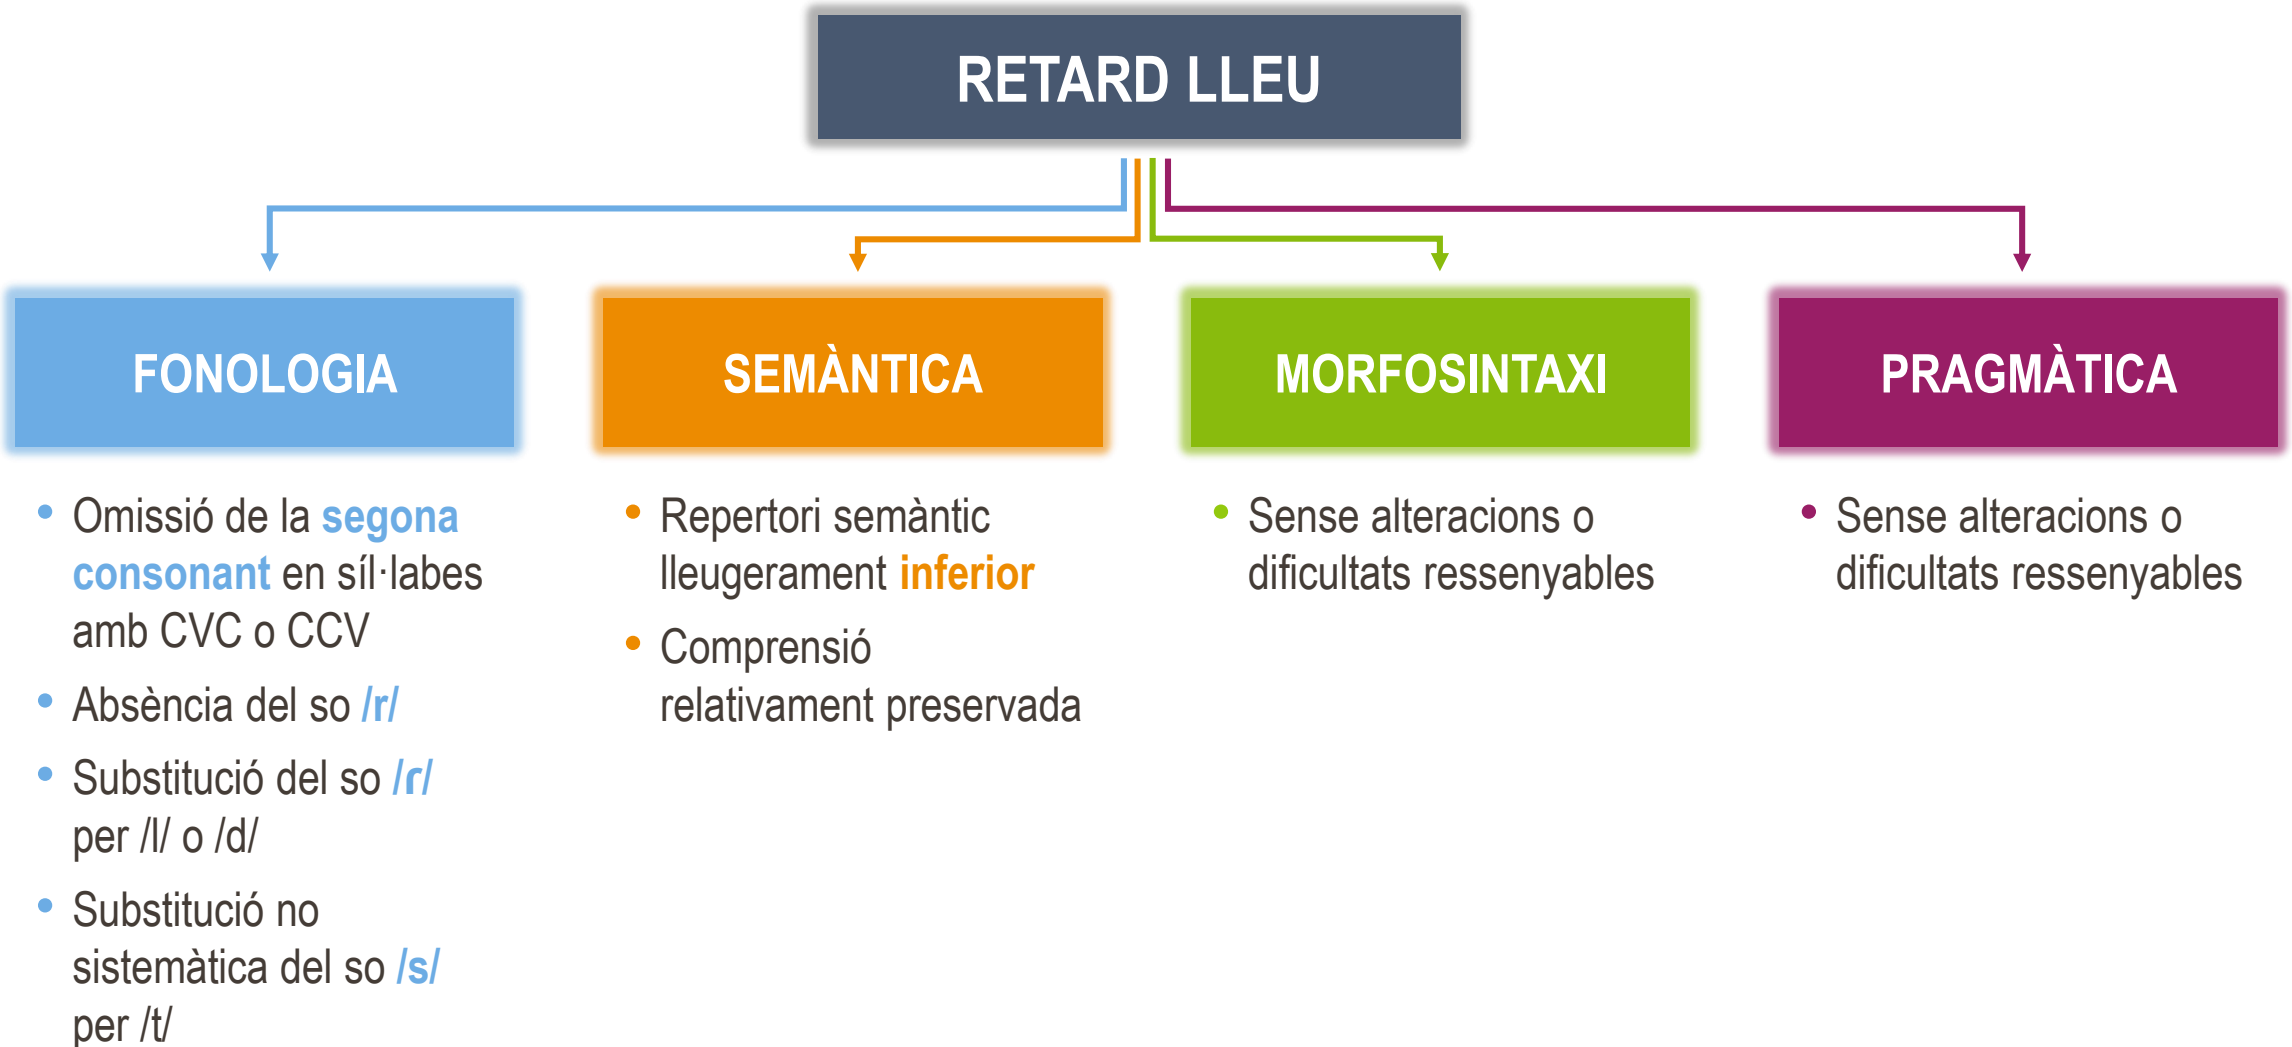 RETARD LLEU
FONOLOGIA
• Omissió de la segona
consonant en síl·labes
amb CVC o CCV
• Absència del so /r/
• Substitució del so /ɾ/
per /l/ o /d/
• Substitució no
sistemàtica del so /s/
per /t/
SEMÀNTICA
• Repertori semàntic
lleugerament inferior
• Comprensió
relativament preservada
MORFOSINTAXI
• Sense alteracions o
dificultats ressenyables
PRAGMÀTICA
• Sense alteracions o
dificultats ressenyables